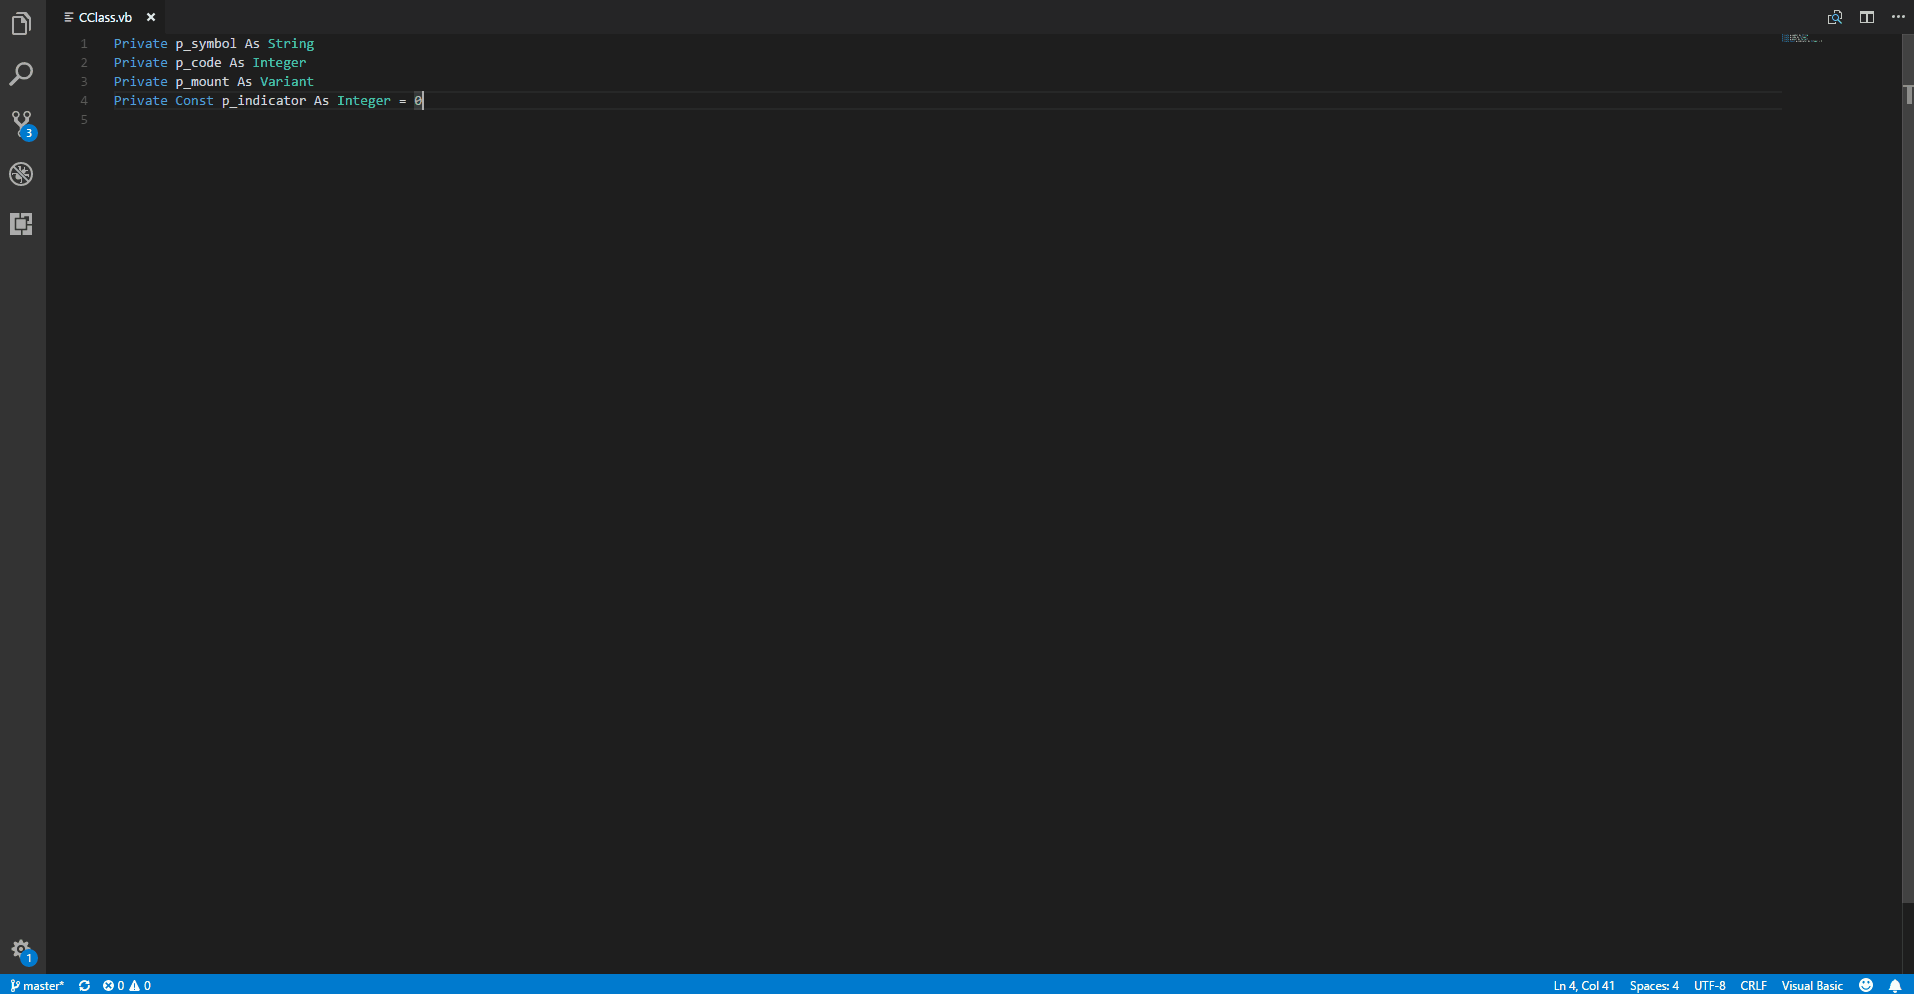 CClass.vb
1 Private p_symbol As String
2 Private p_code As Integer
3 Private p_mount As Variant
4 Private Const p_indicator As Integer = 0
5
3
1
master* 0 0 Ln 4, Col 41 Spaces: 4 UTF-8 CRLF Visual Basic